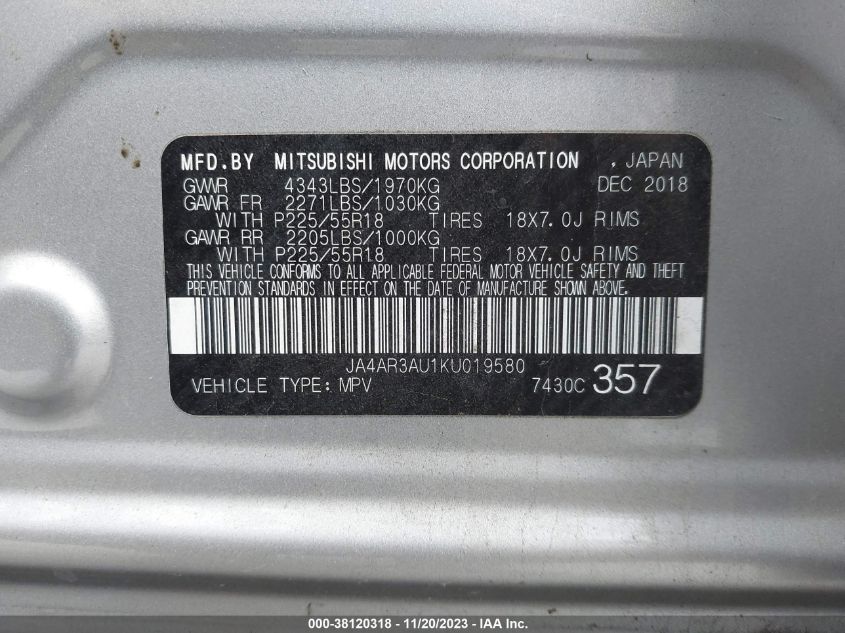 MFD.BY MITSUBISHI MOTORS CORPORATION , JAPAN
GVWR 4343LBS/1970KG DEC 2018
GAWR FR 2271LBS/1030KG
WITH P225/55R18 TIRES 18X7.0J RIMS
GAWR RR 2205LBS/1000KG
WITH P225/55R18 TIRES 18X7.0J RIMS
THIS VEHICLE CONFORMS TO ALL APPLICABLE FEDERAL MOTOR VEHICLE SAFETY AND THEFT
PREVENTION STANDARDS IN EFFECT ON THE DATE OF MANUFACTURE SHOWN ABOVE.
JA4AR3AU1KU019580
VEHICLE TYPE: MPV 7430C 357
000-38120318 - 11/20/2023 - IAA Inc.